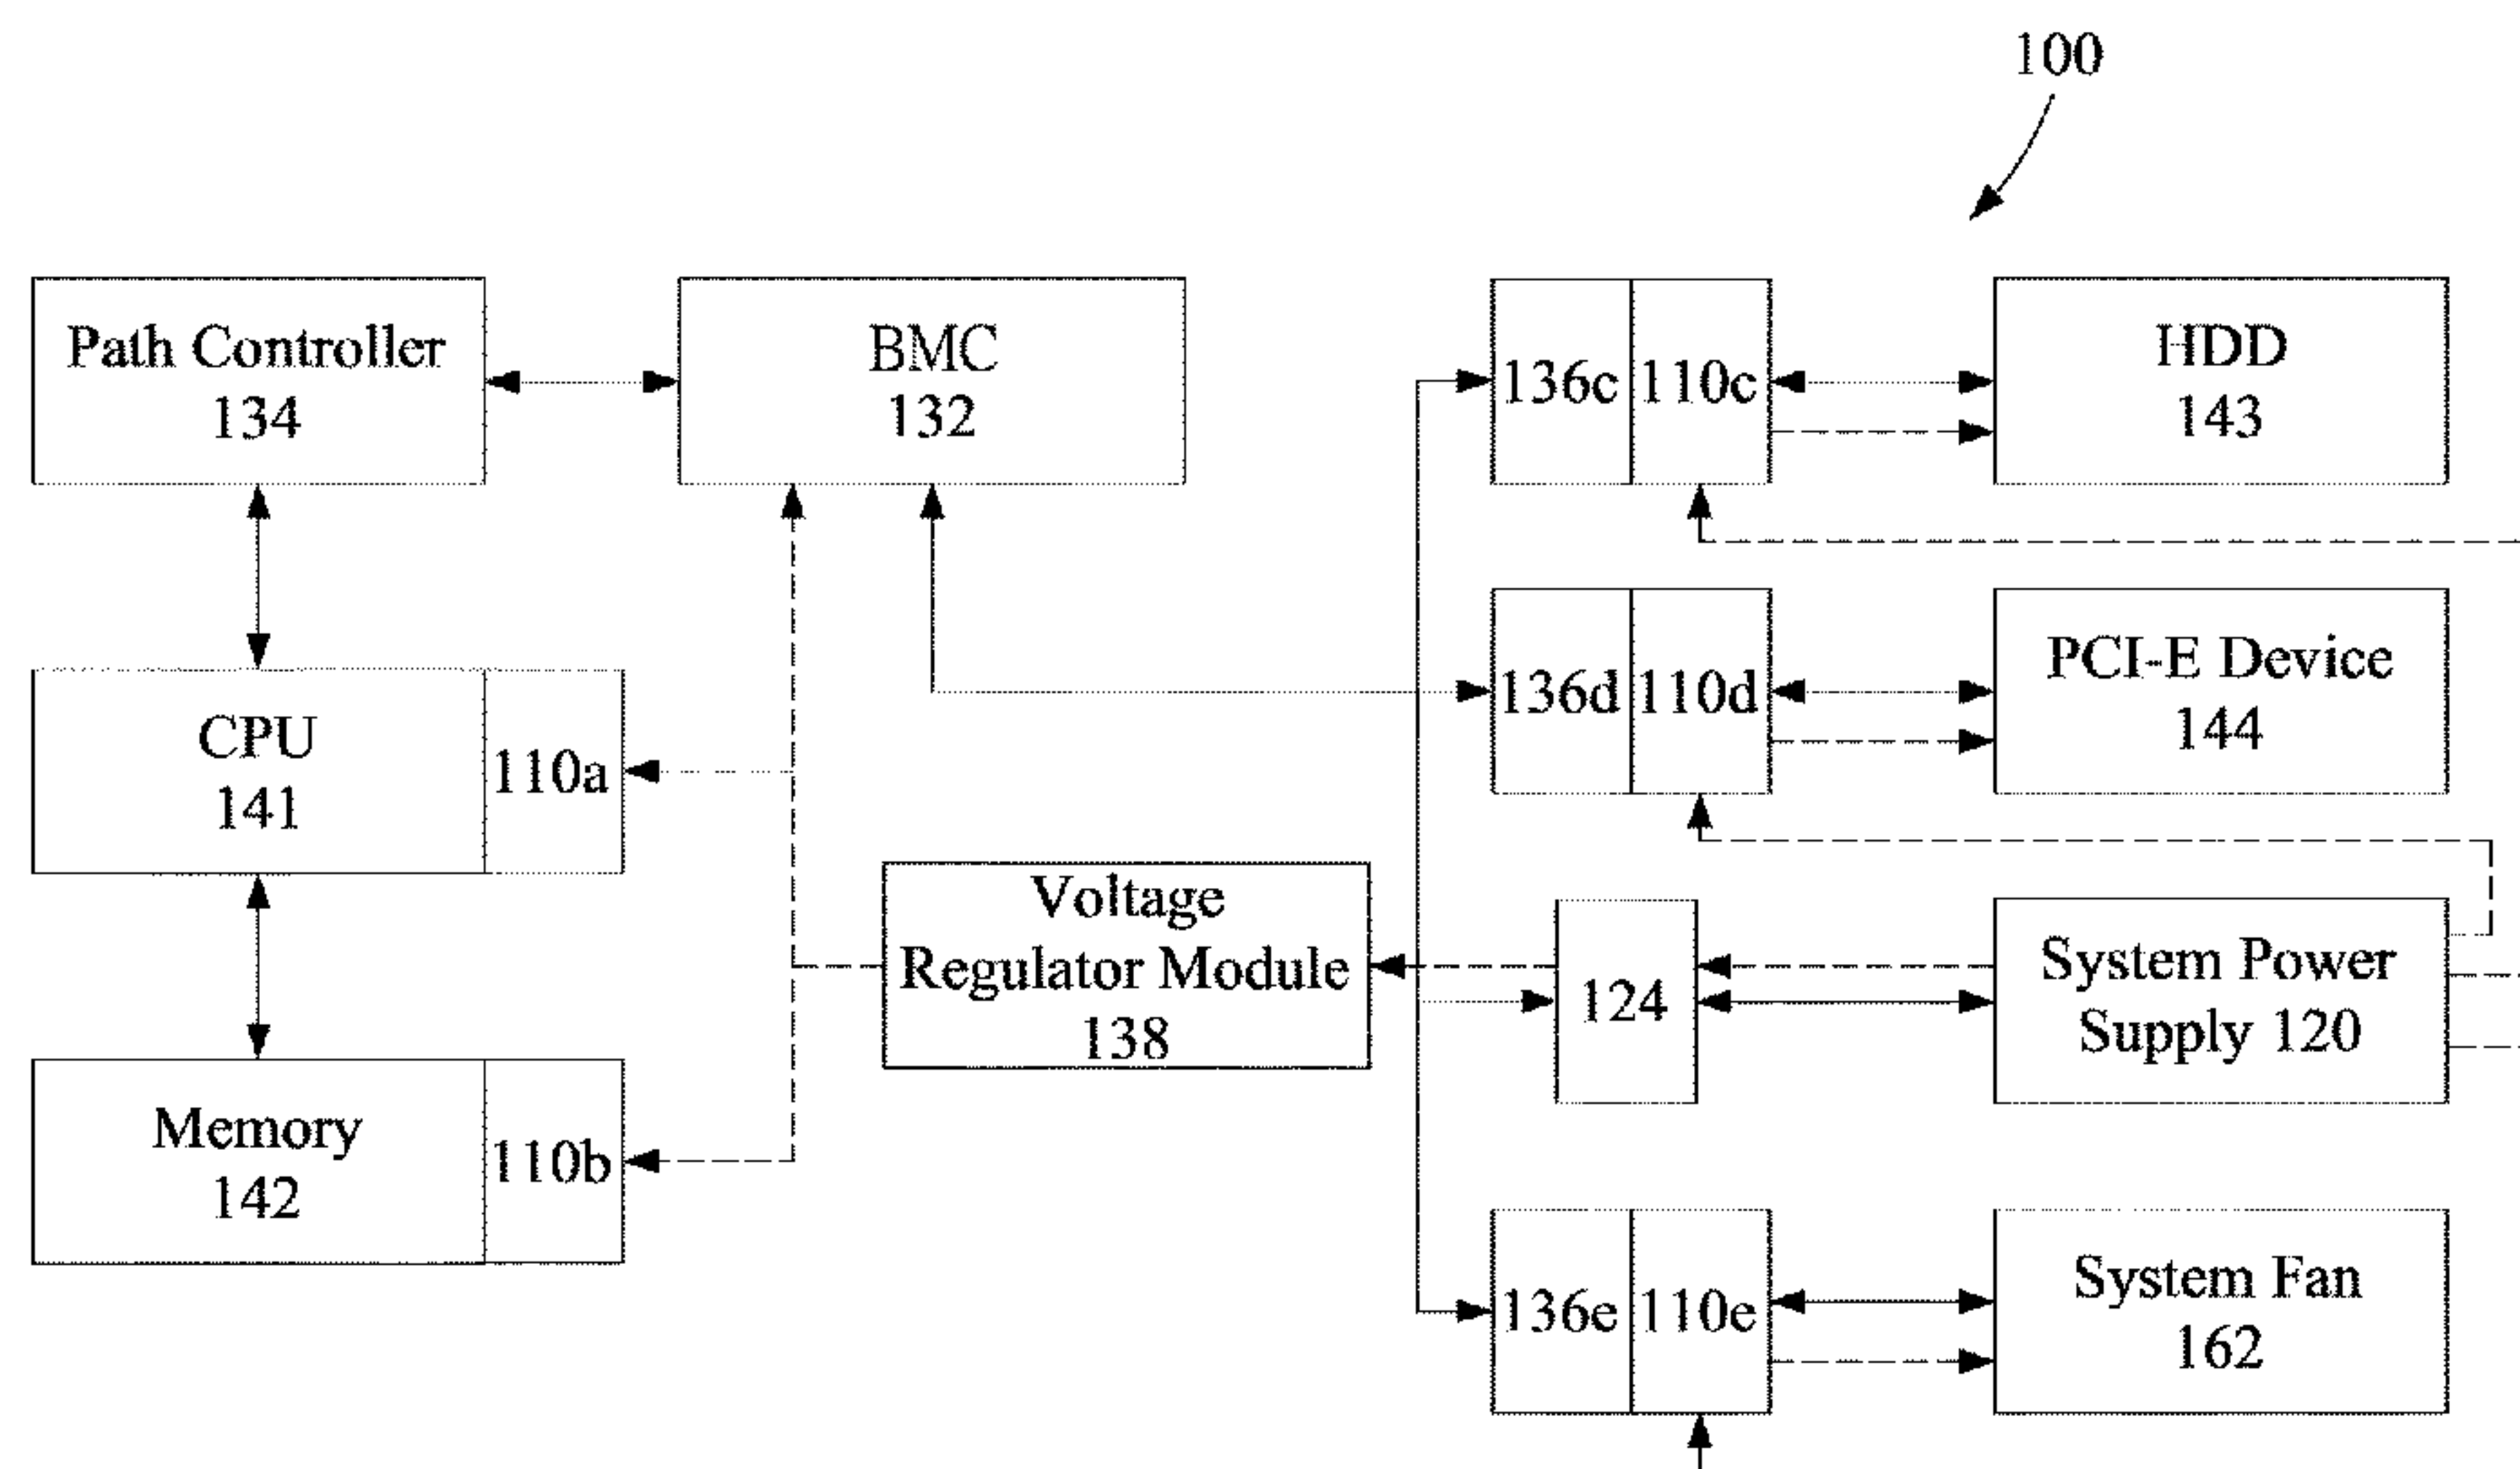 100
Path Controller
134
BMC
132
136c
110c
HDD
143
136d
110d
PCI-E Device
144
CPU
141
110a
Voltage
Regulator Module
138
124
System Power
Supply 120
Memory
142
110b
136e
110e
System Fan
162